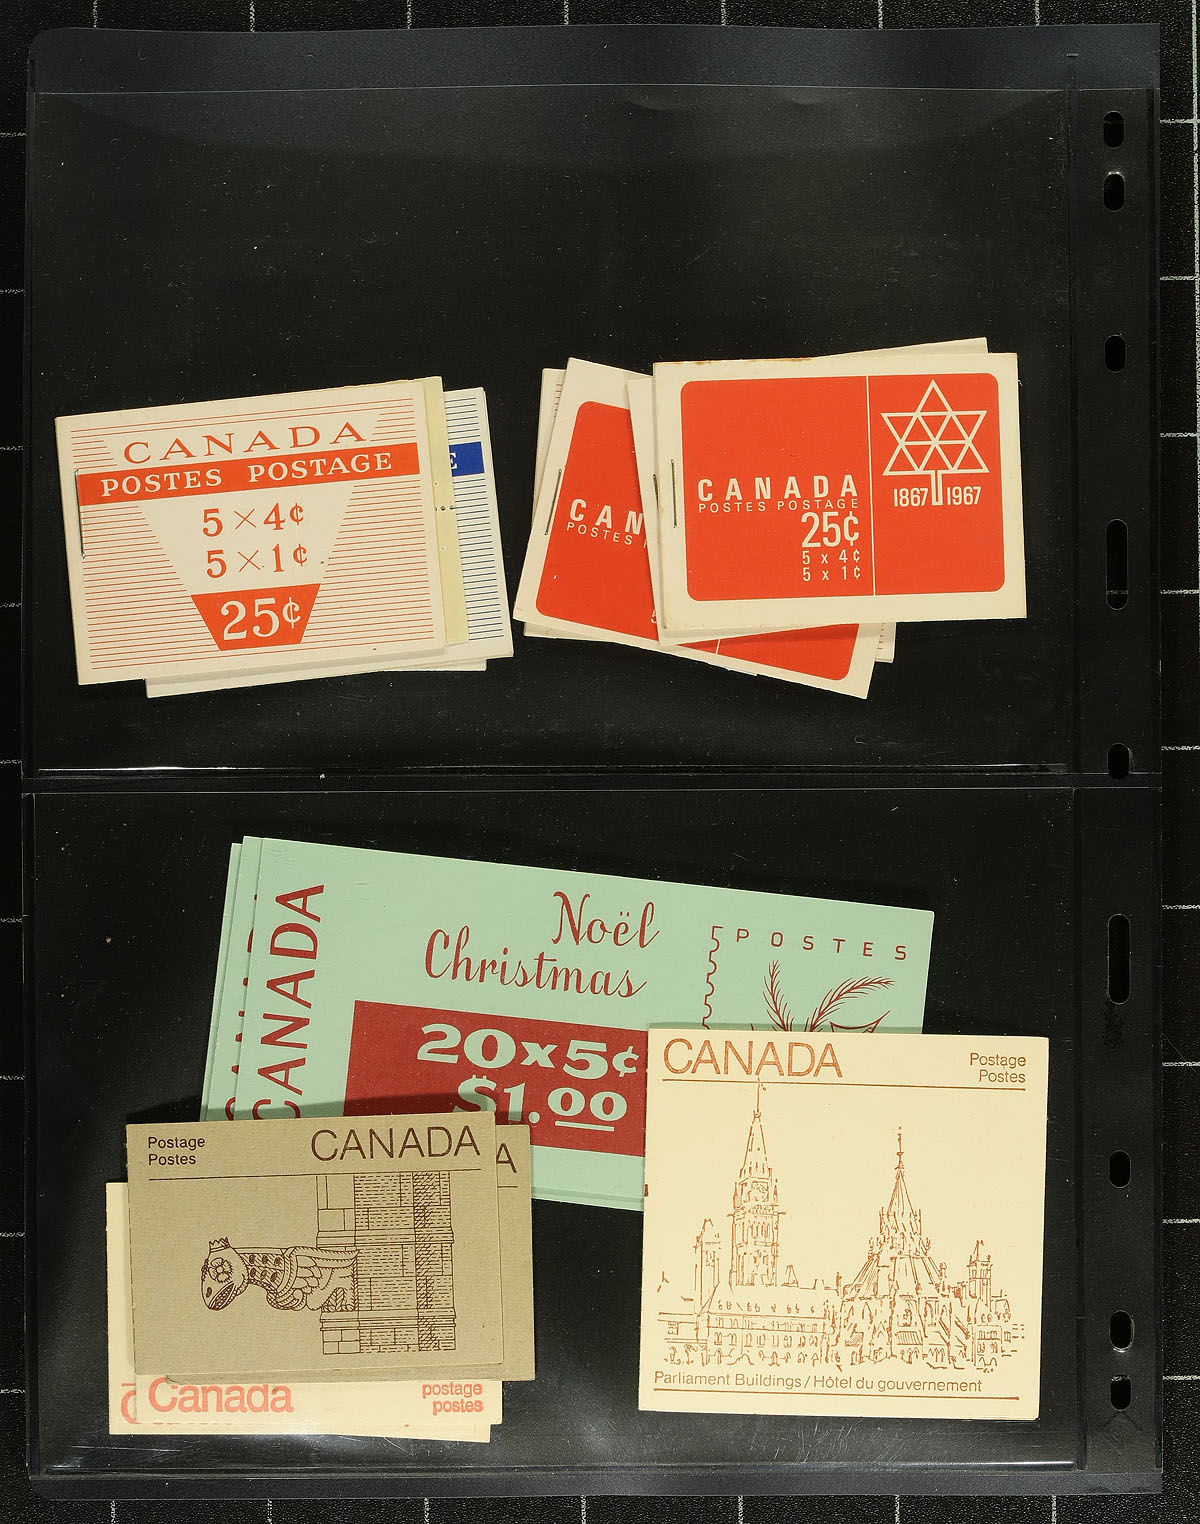 CANADA
POSTES POSTAGE
5×4¢
5×1¢
25¢
E
CAN
POSTES
CANADA
POSTES POSTAGE
25¢
5 x 4¢
5 x 1¢
1867 1967
CANADA
Noël
Christmas
20x5¢
$1.00
POSTES
CANADA
Postage
Postes
Parliament Buildings / Hôtel du gouvernement
Postage
Postes
CANADA
A
Canada
postage
postes